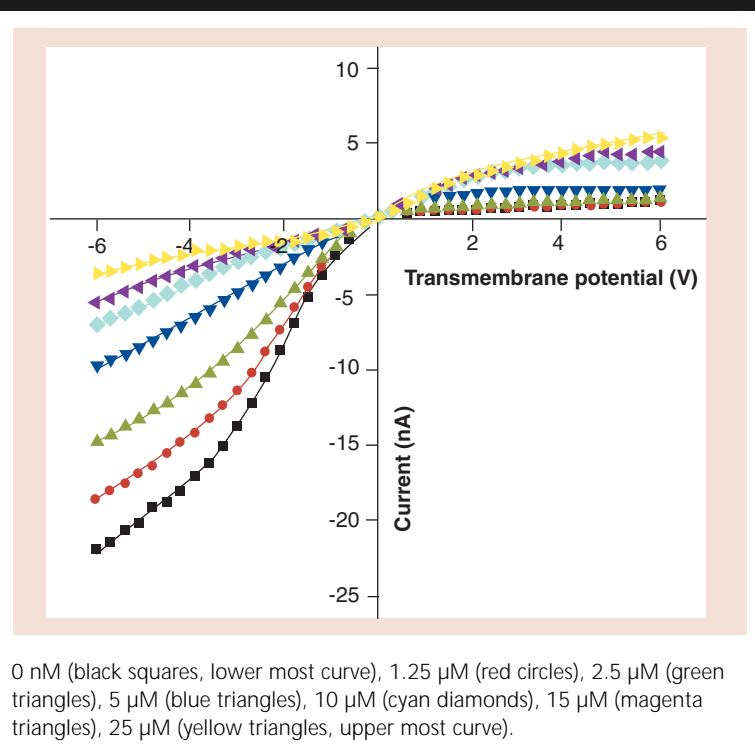 10
5
-6
-4
-2
2
4
6
Transmembrane potential (V)
-5
-10
-15
-20
-25
Current (nA)
0 nM (black squares, lower most curve), 1.25 µM (red circles), 2.5 µM (green
triangles), 5 µM (blue triangles), 10 µM (cyan diamonds), 15 µM (magenta
triangles), 25 µM (yellow triangles, upper most curve).